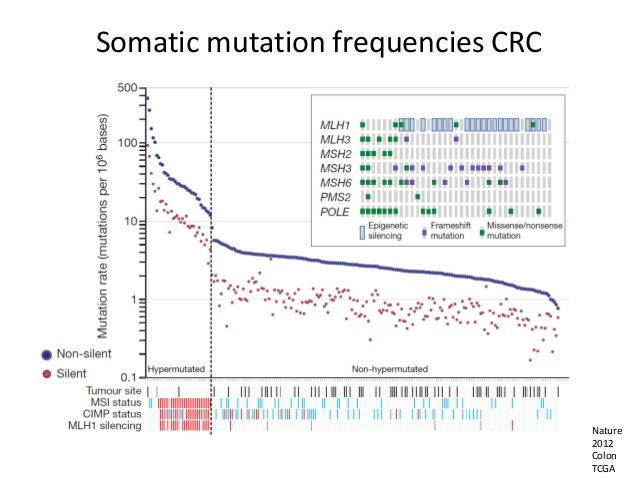 Somatic mutation frequencies CRC
Mutation rate (mutations per 10⁶ bases)
500
100
10
1
0.1
MLH1
MLH3
MSH2
MSH3
MSH6
PMS2
POLE
Epigenetic silencing
Frameshift mutation
Missense/nonsense mutation
Non-silent
Silent
Hypermutated
Non-hypermutated
Tumour site
MSI status
CIMP status
MLH1 silencing
Nature
2012
Colon
TCGA